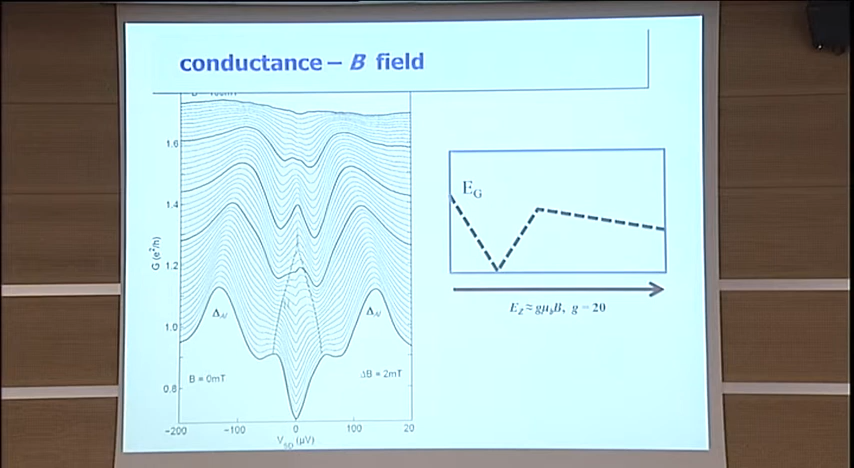 conductance – B field
1.6
1.4
1.2
1.0
0.8
G (e²/h)
Δ_Al
Δ_Al
B = 0mT
ΔB = 2mT
−200
−100
0
100
20
V_SD (μV)
E_G
E_Z ≈ gμ_bB, g ~ 20